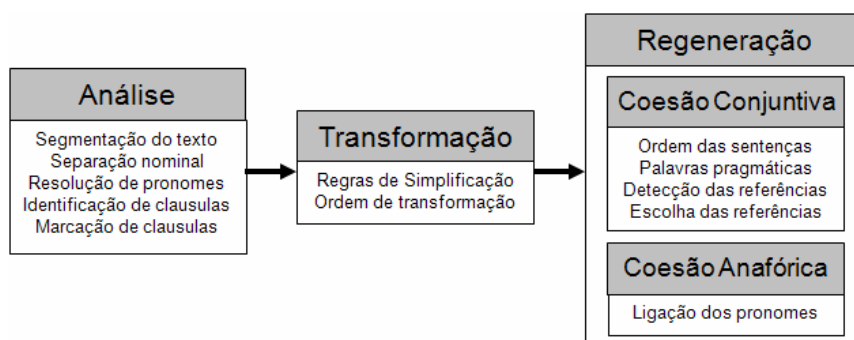 Análise
Segmentação do texto
Separação nominal
Resolução de pronomes
Identificação de clausulas
Marcação de clausulas
Transformação
Regras de Simplificação
Ordem de transformação
Regeneração
Coesão Conjuntiva
Ordem das sentenças
Palavras pragmáticas
Detecção das referências
Escolha das referências
Coesão Anafórica
Ligação dos pronomes